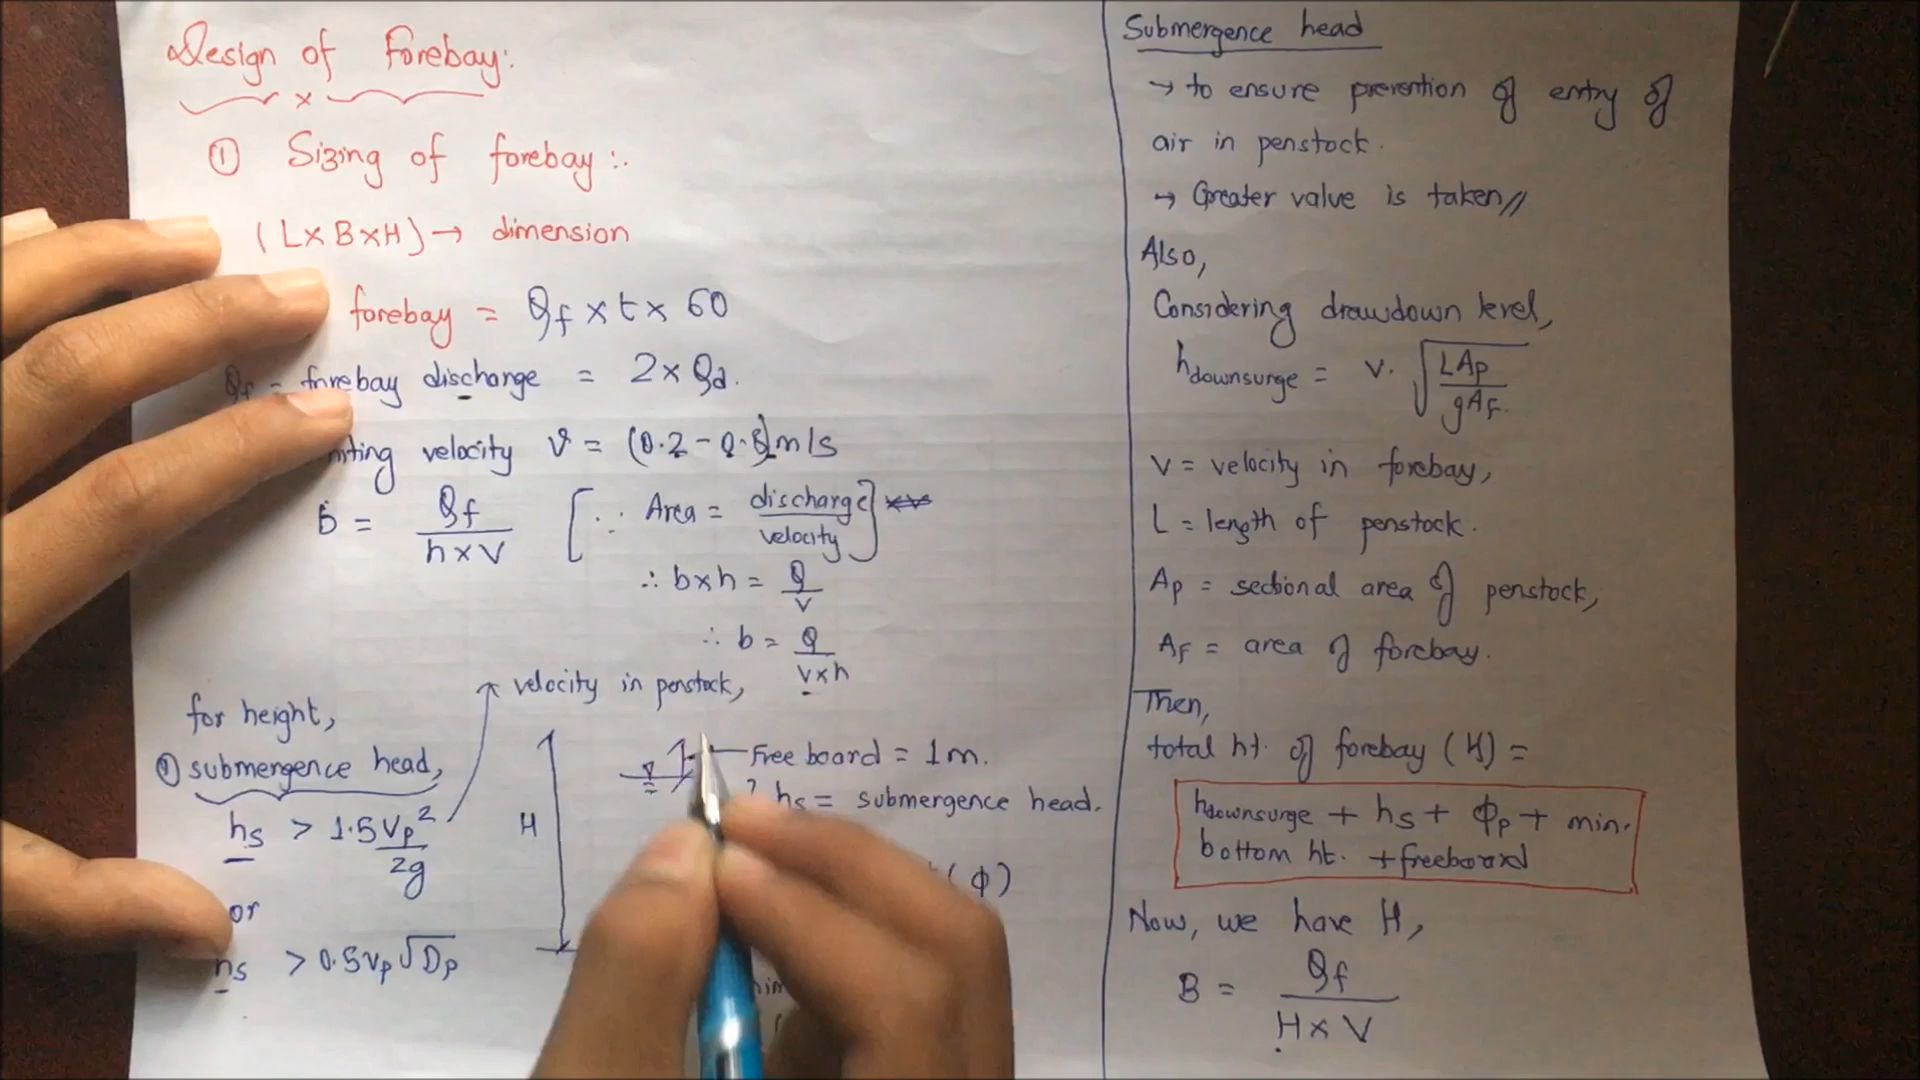 Design of Forebay:
① Sizing of forebay:.
(L×B×H) → dimension
forebay = Qf × t × 60
Qf = forebay discharge = 2 × Qd.
velocity v = (0.2 - 0.8) m/s
B = Qf / h×v [∵ Area = discharge / velocity]
∴ b×h = Q / v
∴ b = Q / v×h
velocity in penstock,
for height,
① submergence head,
hs > 1.5Vp² / 2g
or
hs > 0.5vp√Dp
H
Free board = 1m.
hs = submergence head.
(φ)
Submergence head
→ to ensure prevention of entry of
air in penstock.
→ Greater value is taken//
Also,
Considering drawdown level,
hdownsurge = v. √(LAp / gAF.)
V = velocity in forebay,
L = length of penstock.
Ap = sectional area of penstock,
AF = area of forebay.
Then,
total ht. of forebay (H) =
hdownsurge + hs + φp + min.
bottom ht. + freeboard
Now, we have H,
B = Qf / H×V